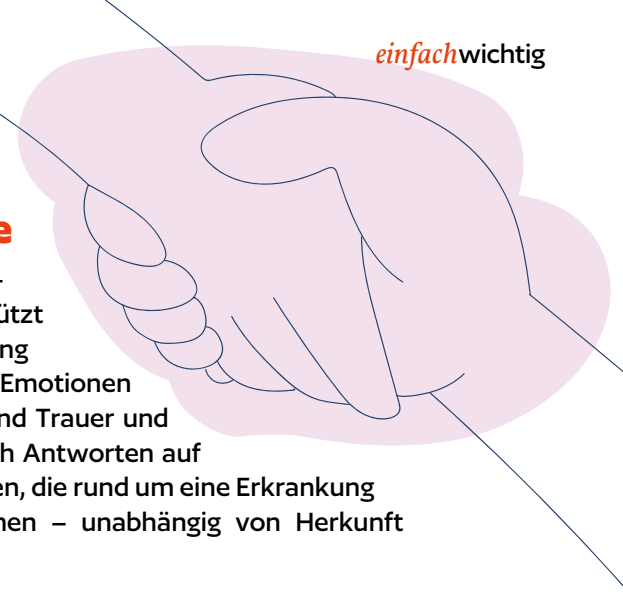 einfachwichtig
e
-
ützt
ng
Emotionen
nd Trauer und
h Antworten auf
en, die rund um eine Erkrankung
nen – unabhängig von Herkunft